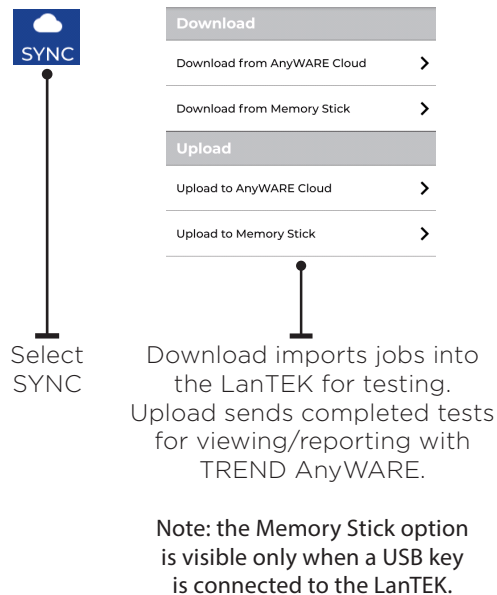 SYNC
Download
Download from AnyWARE Cloud
Download from Memory Stick
Upload
Upload to AnyWARE Cloud
Upload to Memory Stick
Select
SYNC
Download imports jobs into
the LanTEK for testing.
Upload sends completed tests
for viewing/reporting with
TREND AnyWARE.
Note: the Memory Stick option
is visible only when a USB key
is connected to the LanTEK.